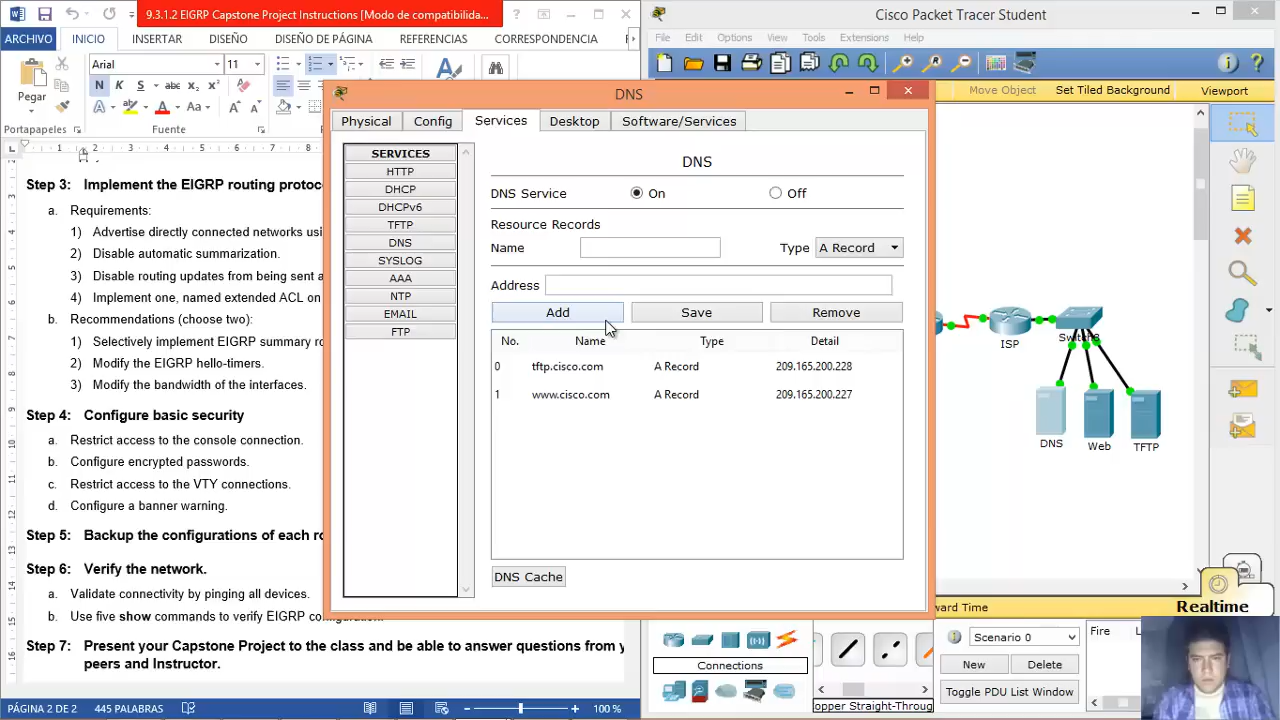 9.3.1.2 EIGRP Capstone Project Instructions [Modo de compatibilida...
Cisco Packet Tracer Student
ARCHIVO INICIO INSERTAR DISEÑO DISEÑO DE PÁGINA REFERENCIAS CORRESPONDENCIA
File Edit Options View Tools Extensions Help
Arial 11
Pegar
N K S abc x₂ x²
Portapapeles Fuente
Move Object Set Tiled Background Viewport
DNS
Physical Config Services Desktop Software/Services
SERVICES
HTTP
DHCP
DHCPv6
TFTP
DNS
SYSLOG
AAA
NTP
EMAIL
FTP
DNS
DNS Service On Off
Resource Records
Name Type A Record
Address
Add Save Remove
No. Name Type Detail
0 tftp.cisco.com A Record 209.165.200.228
1 www.cisco.com A Record 209.165.200.227
DNS Cache
Step 3: Implement the EIGRP routing protoco
a. Requirements:
1) Advertise directly connected networks usi
2) Disable automatic summarization.
3) Disable routing updates from being sent a
4) Implement one, named extended ACL on
b. Recommendations (choose two):
1) Selectively implement EIGRP summary ro
2) Modify the EIGRP hello-timers.
3) Modify the bandwidth of the interfaces.
Step 4: Configure basic security
a. Restrict access to the console connection.
b. Configure encrypted passwords.
c. Restrict access to the VTY connections.
d. Configure a banner warning.
Step 5: Backup the configurations of each ro
Step 6: Verify the network.
a. Validate connectivity by pinging all devices.
b. Use five show commands to verify EIGRP configuration.
Step 7: Present your Capstone Project to the class and be able to answer questions from y
peers and Instructor.
ISP
DNS Web TFTP
ward Time Realtime
Scenario 0 Fire
New Delete
Toggle PDU List Window
Connections
opper Straight-Throug
PÁGINA 2 DE 2 445 PALABRAS 100 %